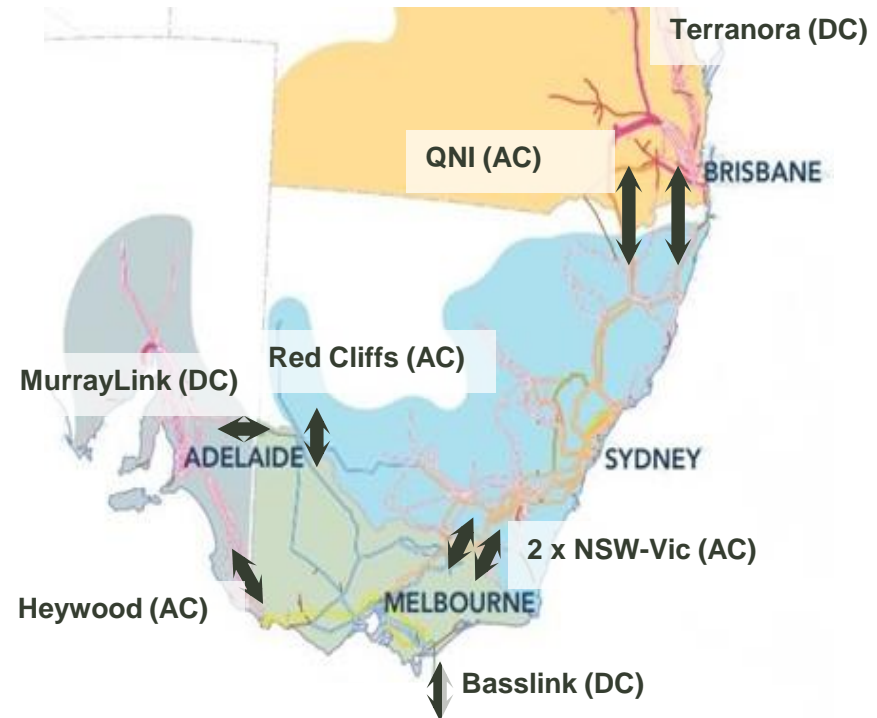 Terranora (DC)
QNI (AC)
BRISBANE
Red Cliffs (AC)
MurrayLink (DC)
ADELAIDE
SYDNEY
2 x NSW-Vic (AC)
Heywood (AC)
MELBOURNE
Basslink (DC)